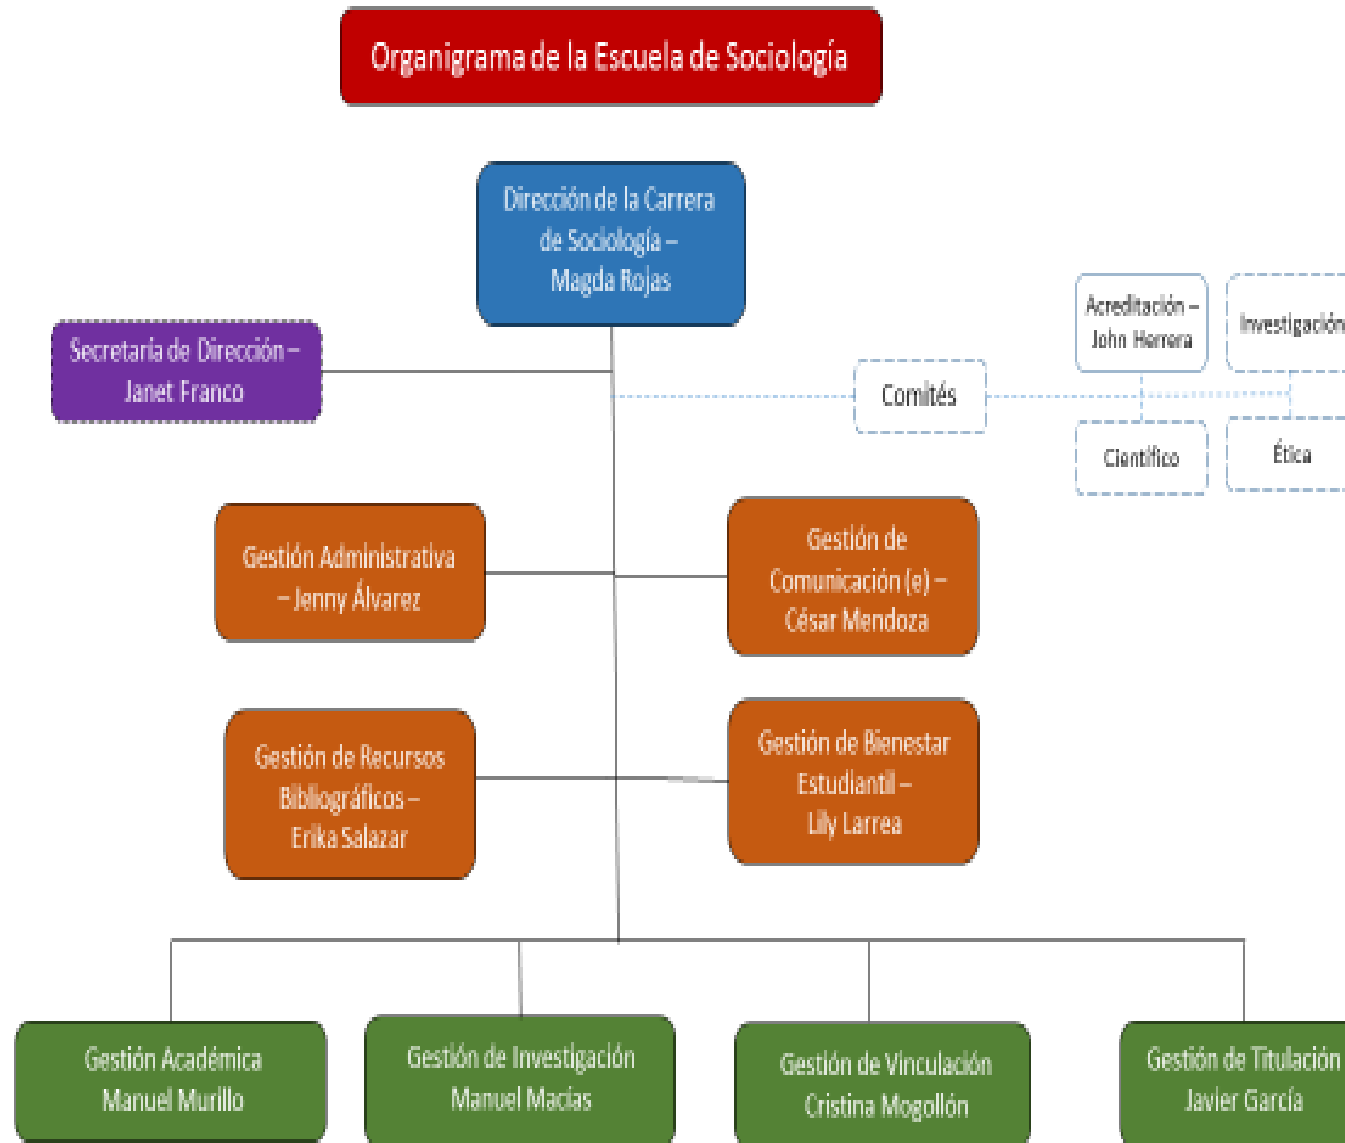 Organigrama de la Escuela de Sociología
Dirección de la Carrera
de Sociología –
Magda Rojas
Secretaría de Dirección –
Janet Franco
Comités
Acreditación –
John Herrera
Investigación
Científico
Ética
Gestión Administrativa
– Jenny Álvarez
Gestión de
Comunicación (e) –
César Mendoza
Gestión de Recursos
Bibliográficos –
Erika Salazar
Gestión de Bienestar
Estudiantil –
Lily Larrea
Gestión Académica
Manuel Murillo
Gestión de Investigación
Manuel Macías
Gestión de Vinculación
Cristina Mogollón
Gestión de Titulación
Javier García